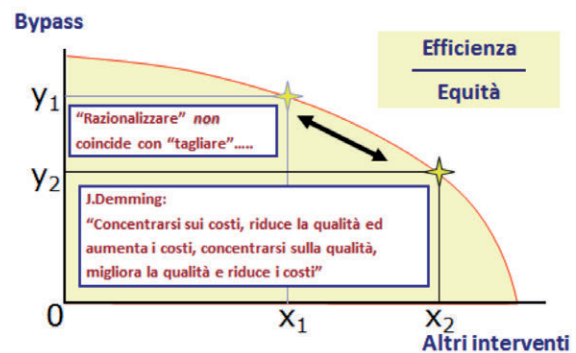 Bypass
Efficienza
Equità
y1
"Razionalizzare" non
coincide con "tagliare".....
y2
J.Demming:
"Concentrarsi sui costi, riduce la qualità ed
aumenta i costi, concentrarsi sulla qualità,
migliora la qualità e riduce i costi"
0
x1
x2
Altri interventi